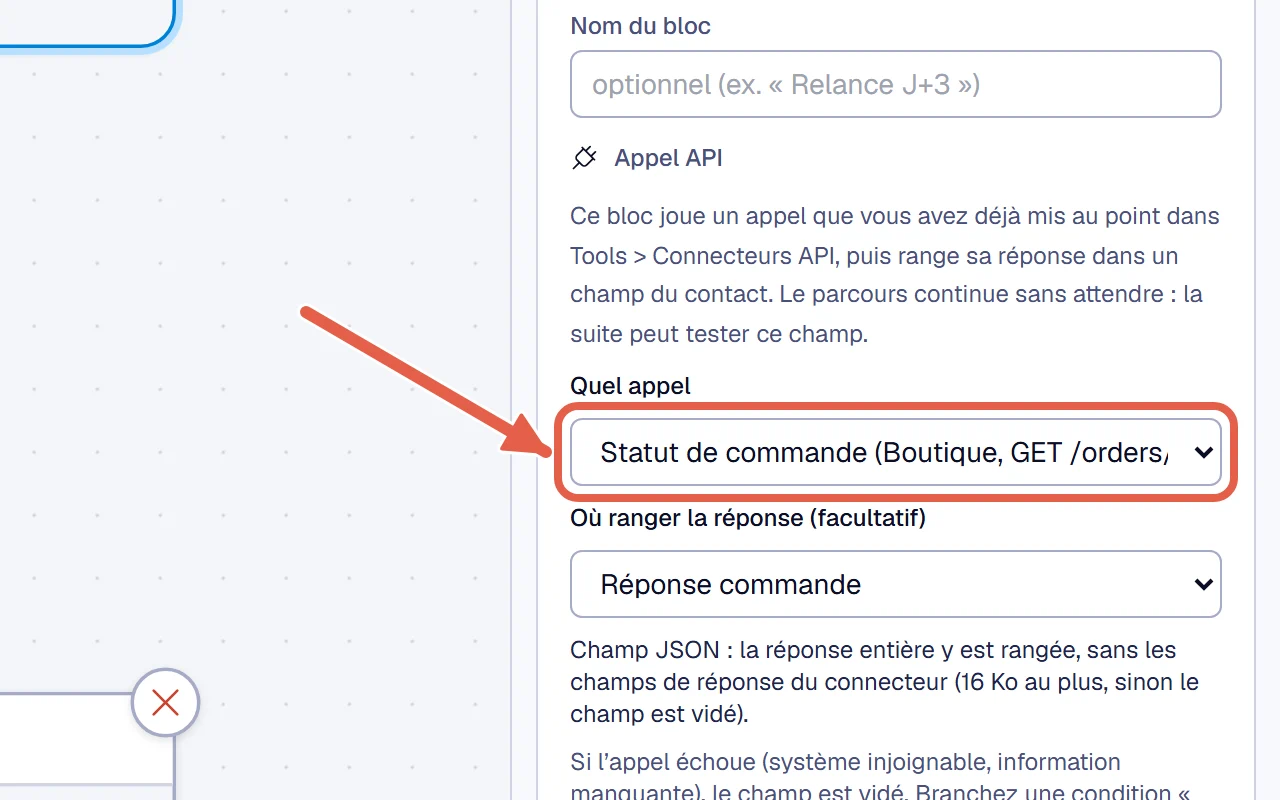 Nom du bloc
optionnel (ex. « Relance J+3 »)
Appel API
Ce bloc joue un appel que vous avez déjà mis au point dans
Tools > Connecteurs API, puis range sa réponse dans un
champ du contact. Le parcours continue sans attendre : la
suite peut tester ce champ.
Quel appel
Statut de commande (Boutique, GET /orders/
Où ranger la réponse (facultatif)
Réponse commande
Champ JSON : la réponse entière y est rangée, sans les
champs de réponse du connecteur (16 Ko au plus, sinon le
champ est vidé).
Si l’appel échoue (système injoignable, information
manquante), le champ est vidé. Branchez une condition «